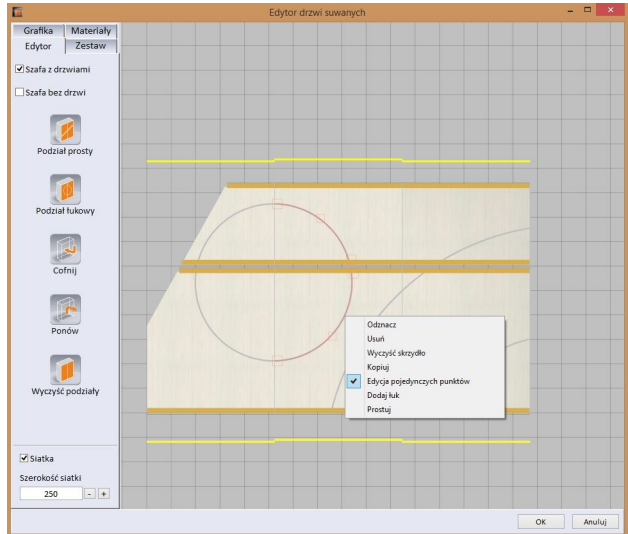 Edytor drzwi suwanych
Grafika Materiały
Edytor Zestaw
Szafa z drzwiami
Szafa bez drzwi
Podział prosty
Podział łukowy
Cofnij
Ponów
Wyczyść podziały
Odznacz
Usuń
Wyczyść skrzydło
Kopiuj
Edycja pojedynczych punktów
Dodaj łuk
Prostuj
Siatka
Szerokość siatki
250 - +
OK Anuluj